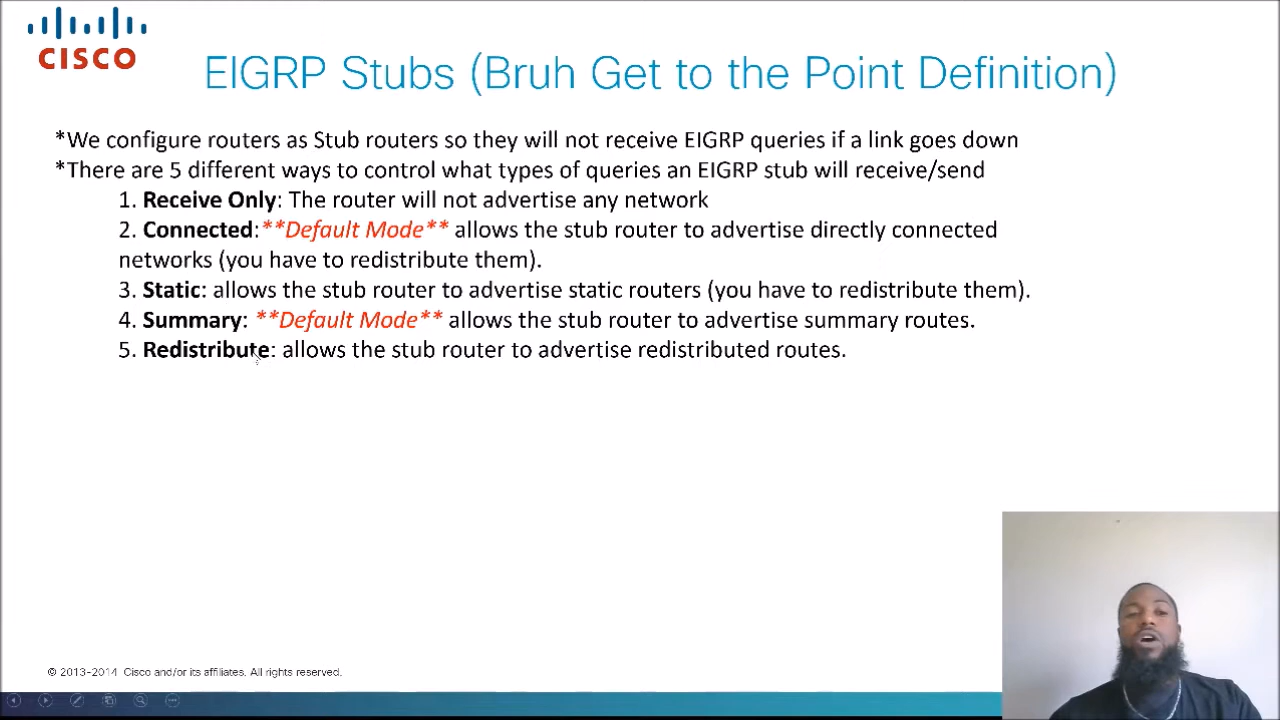 CISCO
EIGRP Stubs (Bruh Get to the Point Definition)
*We configure routers as Stub routers so they will not receive EIGRP queries if a link goes down
*There are 5 different ways to control what types of queries an EIGRP stub will receive/send
1. Receive Only: The router will not advertise any network
2. Connected:**Default Mode** allows the stub router to advertise directly connected
networks (you have to redistribute them).
3. Static: allows the stub router to advertise static routers (you have to redistribute them).
4. Summary: **Default Mode** allows the stub router to advertise summary routes.
5. Redistribute: allows the stub router to advertise redistributed routes.
© 2013-2014 Cisco and/or its affiliates. All rights reserved.